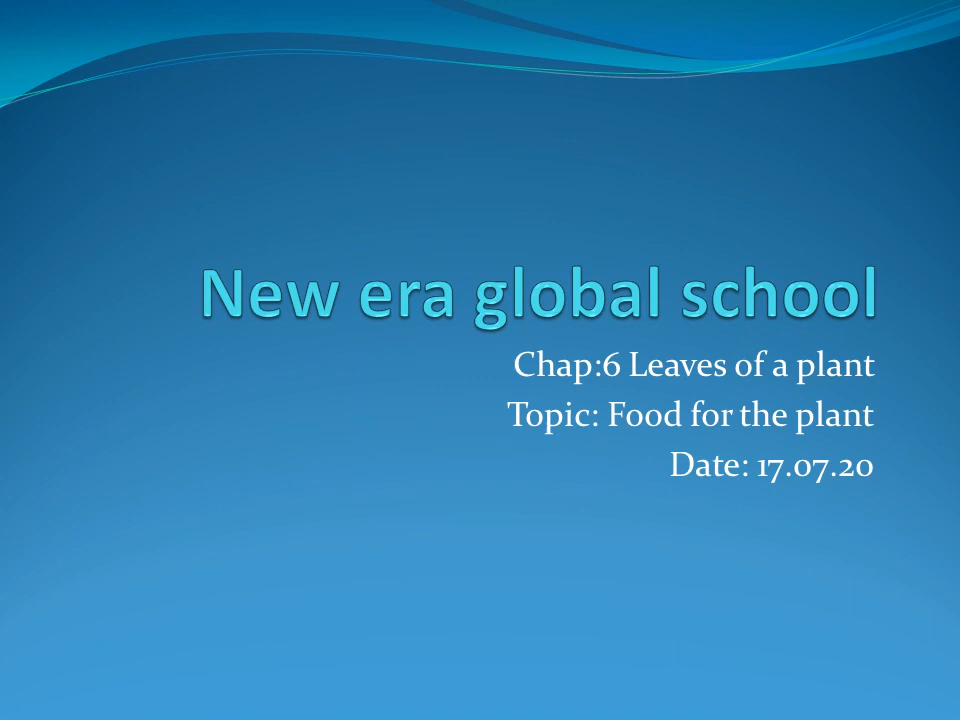 New era global school
Chap:6 Leaves of a plant
Topic: Food for the plant
Date: 17.07.20